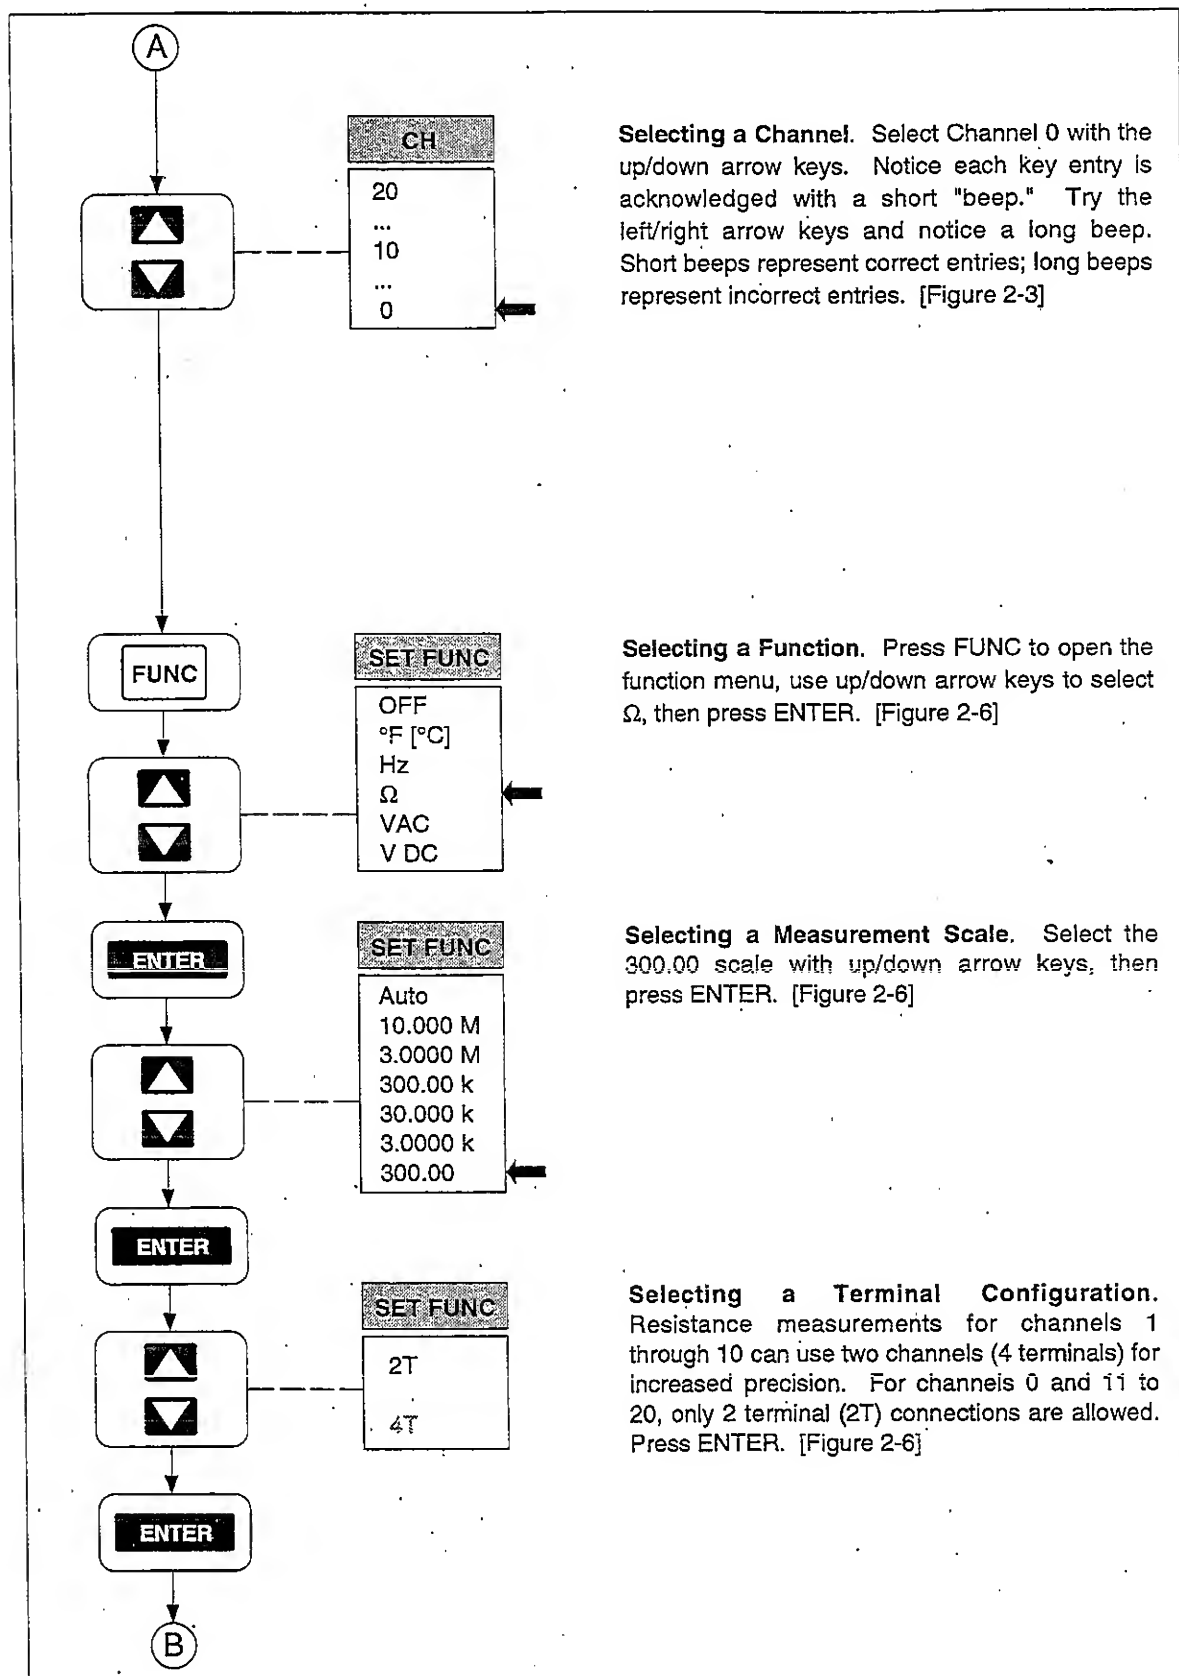 A
CH
20
...
10
...
0
Selecting a Channel. Select Channel 0 with the
up/down arrow keys. Notice each key entry is
acknowledged with a short "beep." Try the
left/right arrow keys and notice a long beep.
Short beeps represent correct entries; long beeps
represent incorrect entries. [Figure 2-3]
FUNC
SET FUNC
OFF
°F [°C]
Hz
Ω
VAC
V DC
Selecting a Function. Press FUNC to open the
function menu, use up/down arrow keys to select
Ω, then press ENTER. [Figure 2-6]
ENTER
SET FUNC
Auto
10.000 M
3.0000 M
300.00 k
30.000 k
3.0000 k
300.00
Selecting a Measurement Scale. Select the
300.00 scale with up/down arrow keys, then
press ENTER. [Figure 2-6]
ENTER
SET FUNC
2T
4T
Selecting a Terminal Configuration.
Resistance measurements for channels 1
through 10 can use two channels (4 terminals) for
increased precision. For channels 0 and 11 to
20, only 2 terminal (2T) connections are allowed.
Press ENTER. [Figure 2-6]
ENTER
B